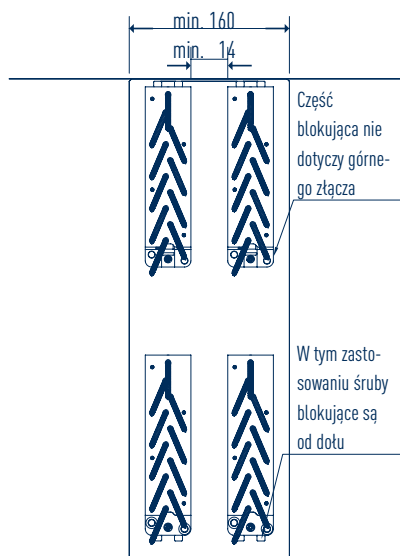 min. 160
min. 14
Część
blokująca nie
dotyczy górne-
go złącza
W tym zasto-
sowaniu śruby
blokujące są
od dołu